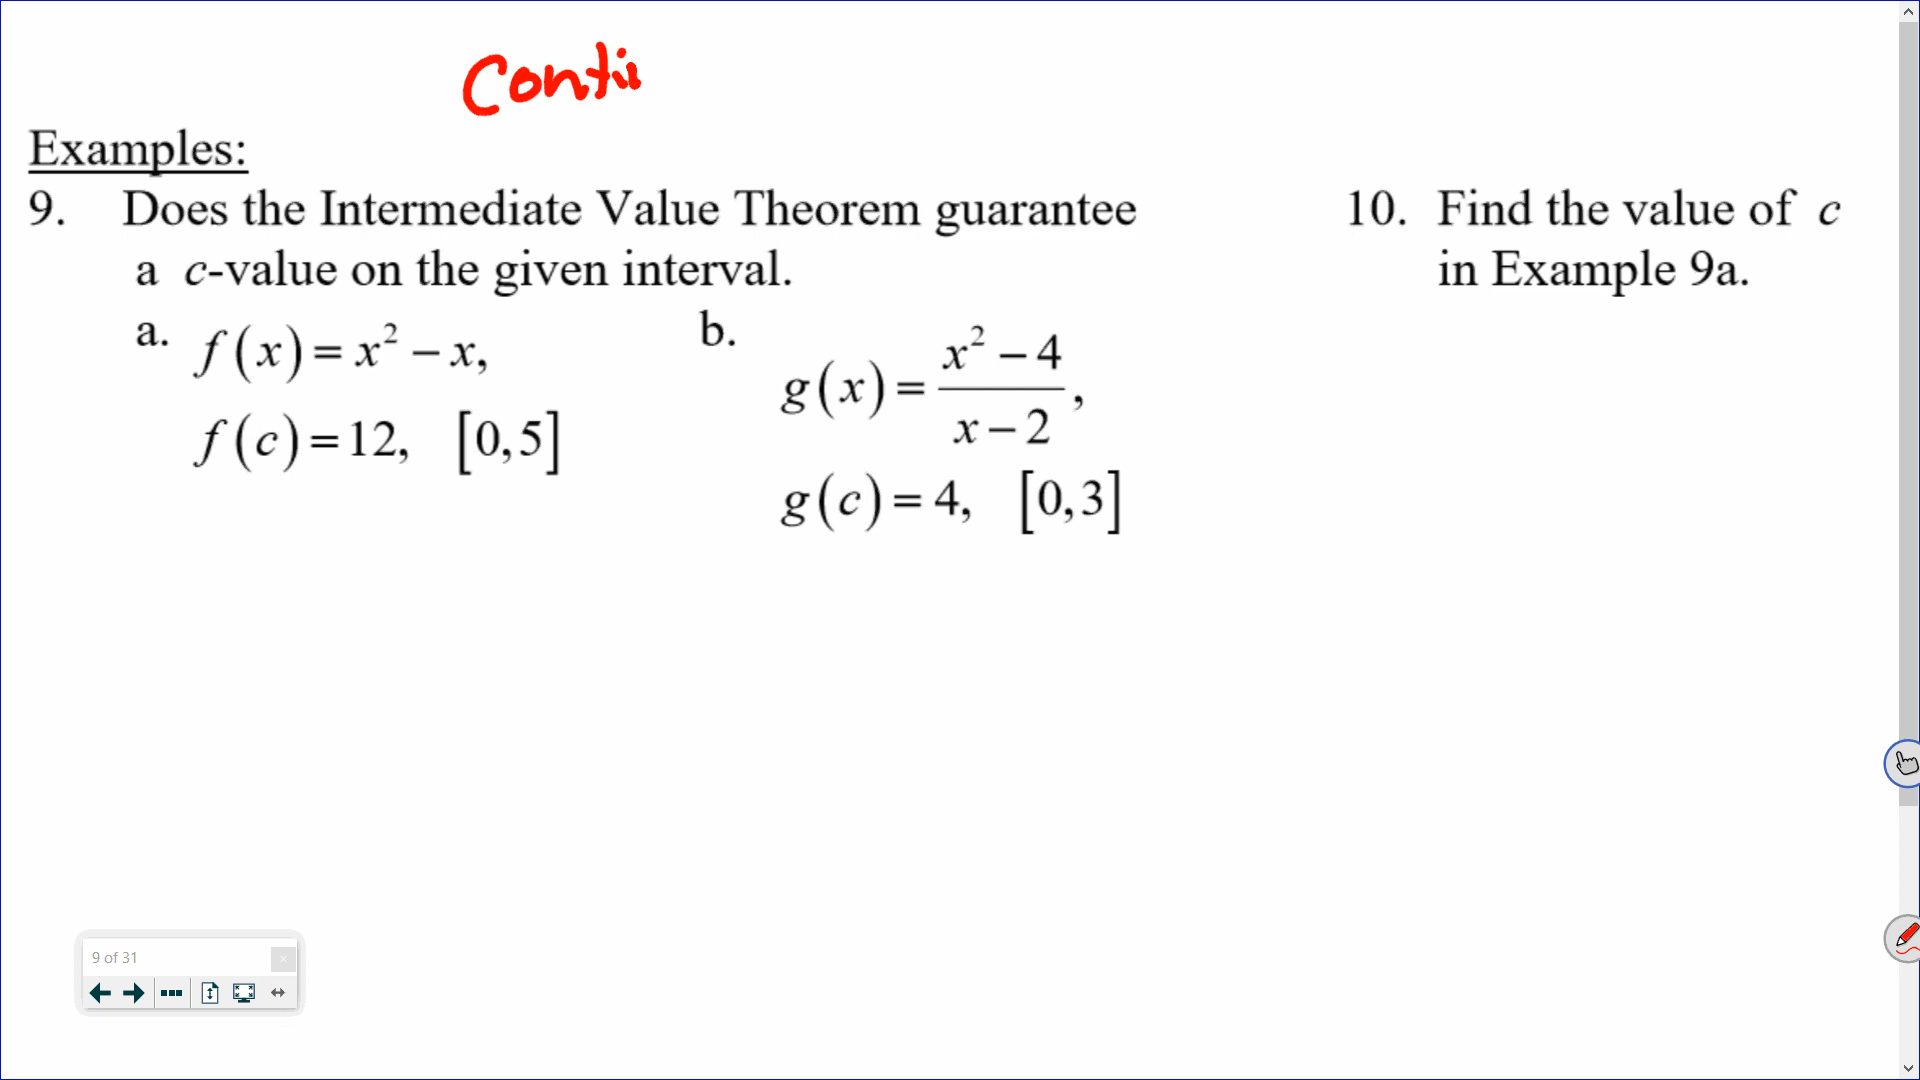 Conti
Examples:
9. Does the Intermediate Value Theorem guarantee
a c-value on the given interval.
a. f(x) = x² − x,
f(c) = 12, [0,5]
b. g(x) = (x² − 4)/(x − 2),
g(c) = 4, [0,3]
10. Find the value of c
in Example 9a.
9 of 31